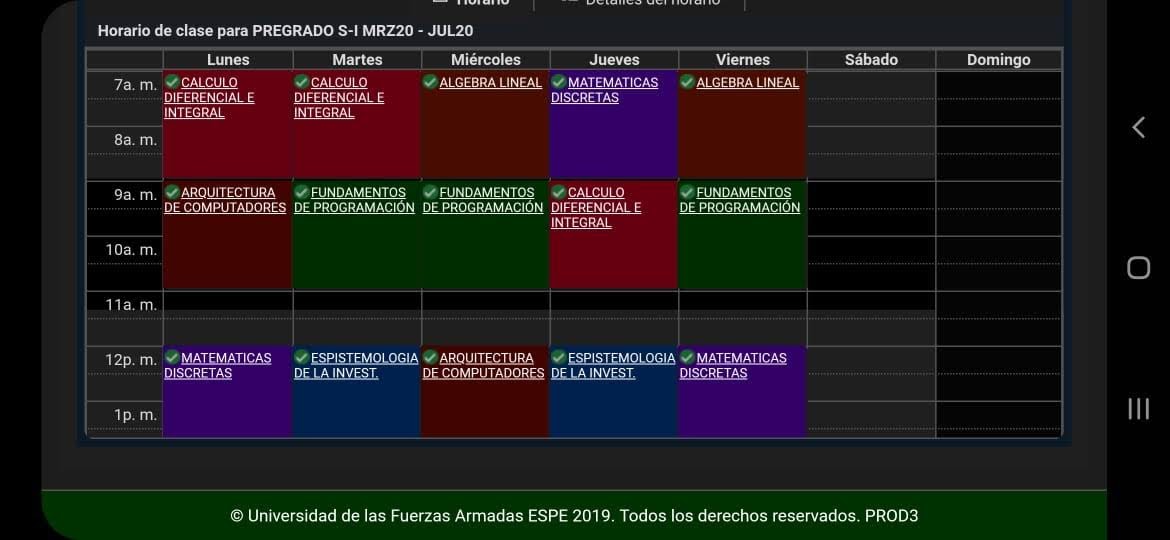 Horario
Detalles del horario
Horario de clase para PREGRADO S-I MRZ20 - JUL20
Lunes Martes Miércoles Jueves Viernes Sábado Domingo
7a. m.
CALCULO
DIFERENCIAL E
INTEGRAL
CALCULO
DIFERENCIAL E
INTEGRAL
ALGEBRA LINEAL
MATEMATICAS
DISCRETAS
ALGEBRA LINEAL
8a. m.
9a. m.
ARQUITECTURA
DE COMPUTADORES
FUNDAMENTOS
DE PROGRAMACIÓN
FUNDAMENTOS
DE PROGRAMACIÓN
CALCULO
DIFERENCIAL E
INTEGRAL
FUNDAMENTOS
DE PROGRAMACIÓN
10a. m.
11a. m.
12p. m.
MATEMATICAS
DISCRETAS
ESPISTEMOLOGIA
DE LA INVEST.
ARQUITECTURA
DE COMPUTADORES
ESPISTEMOLOGIA
DE LA INVEST.
MATEMATICAS
DISCRETAS
1p. m.
© Universidad de las Fuerzas Armadas ESPE 2019. Todos los derechos reservados. PROD3